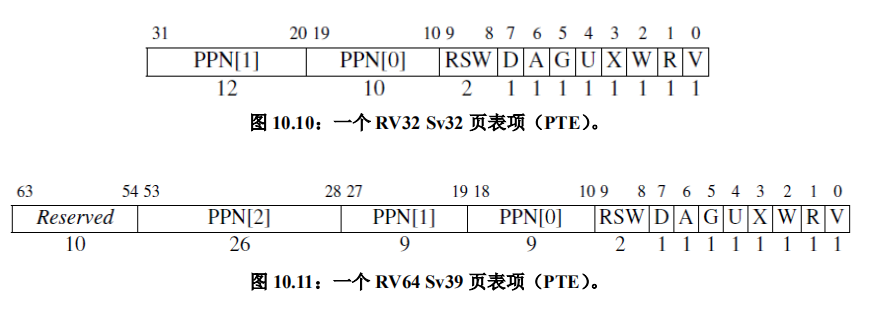 31 20 19 10 9 8 7 6 5 4 3 2 1 0
PPN[1] PPN[0] RSW D A G U X W R V
12 10 2 1 1 1 1 1 1 1 1
图 10.10：一个 RV32 Sv32 页表项（PTE）。
63 54 53 28 27 19 18 10 9 8 7 6 5 4 3 2 1 0
Reserved PPN[2] PPN[1] PPN[0] RSW D A G U X W R V
10 26 9 9 2 1 1 1 1 1 1 1 1
图 10.11：一个 RV64 Sv39 页表项（PTE）。